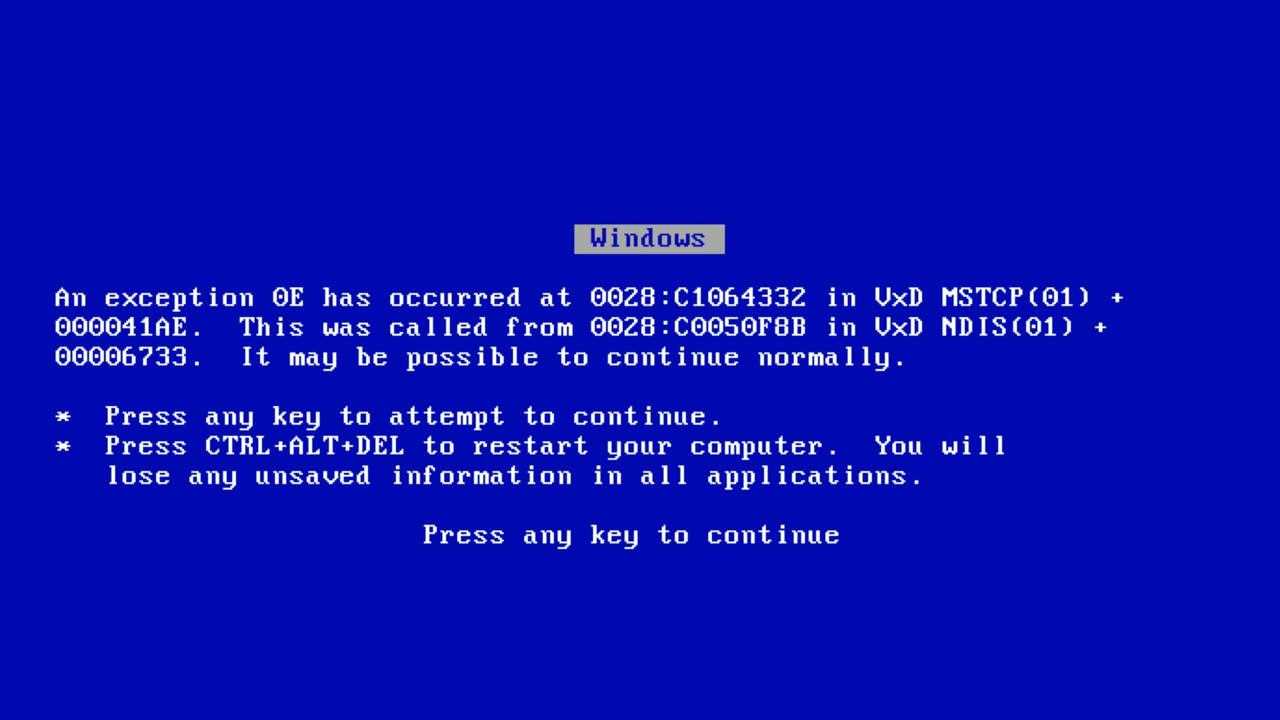 Windows
An exception 0E has occurred at 0028:C1064332 in VxD MSTCP(01) +
000041AE.  This was called from 0028:C0050F8B in VxD NDIS(01) +
00006733.  It may be possible to continue normally.
*  Press any key to attempt to continue.
*  Press CTRL+ALT+DEL to restart your computer.  You will
lose any unsaved information in all applications.
Press any key to continue